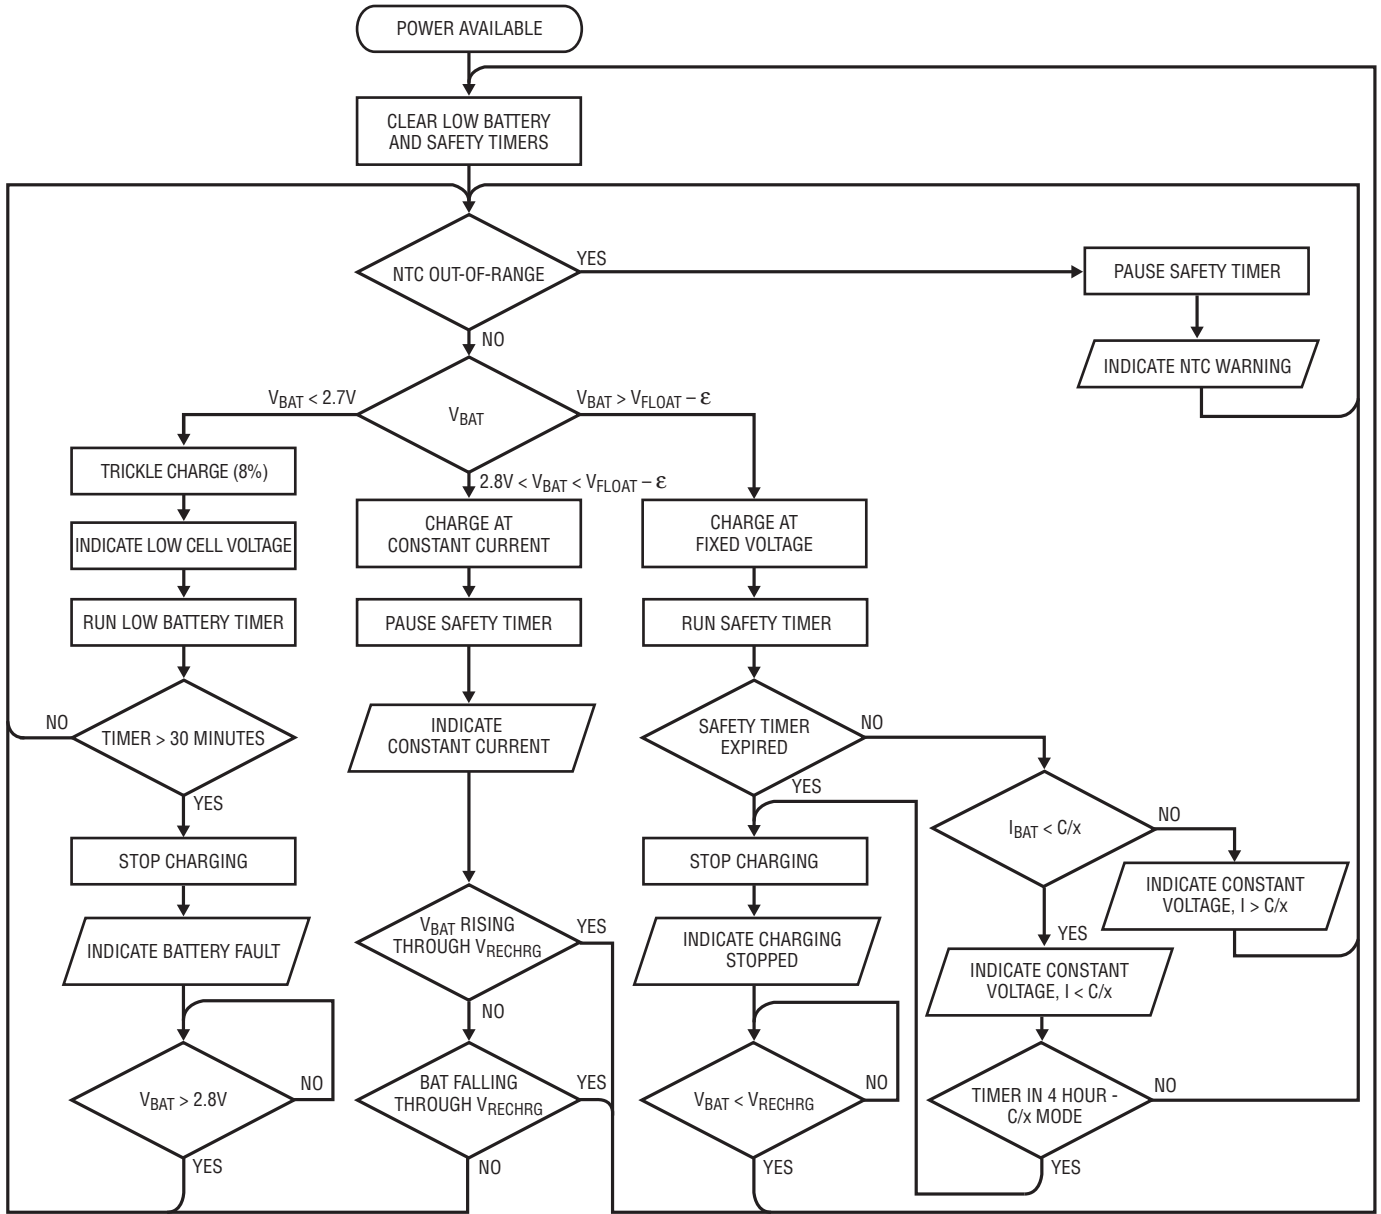 POWER AVAILABLE
CLEAR LOW BATTERY
AND SAFETY TIMERS
NTC OUT-OF-RANGE
YES
NO
PAUSE SAFETY TIMER
INDICATE NTC WARNING
VBAT < 2.7V
VBAT
VBAT > VFLOAT – ε
2.8V < VBAT < VFLOAT – ε
TRICKLE CHARGE (8%)
INDICATE LOW CELL VOLTAGE
RUN LOW BATTERY TIMER
TIMER > 30 MINUTES
NO
YES
STOP CHARGING
INDICATE BATTERY FAULT
VBAT > 2.8V
NO
YES
CHARGE AT
CONSTANT CURRENT
PAUSE SAFETY TIMER
INDICATE
CONSTANT CURRENT
VBAT RISING
THROUGH VRECHRG
YES
NO
BAT FALLING
THROUGH VRECHRG
YES
NO
CHARGE AT
FIXED VOLTAGE
RUN SAFETY TIMER
SAFETY TIMER
EXPIRED
NO
YES
STOP CHARGING
INDICATE CHARGING
STOPPED
VBAT < VRECHRG
NO
YES
IBAT < C/x
NO
YES
INDICATE CONSTANT
VOLTAGE, I > C/x
INDICATE CONSTANT
VOLTAGE, I < C/x
TIMER IN 4 HOUR -
C/x MODE
NO
YES